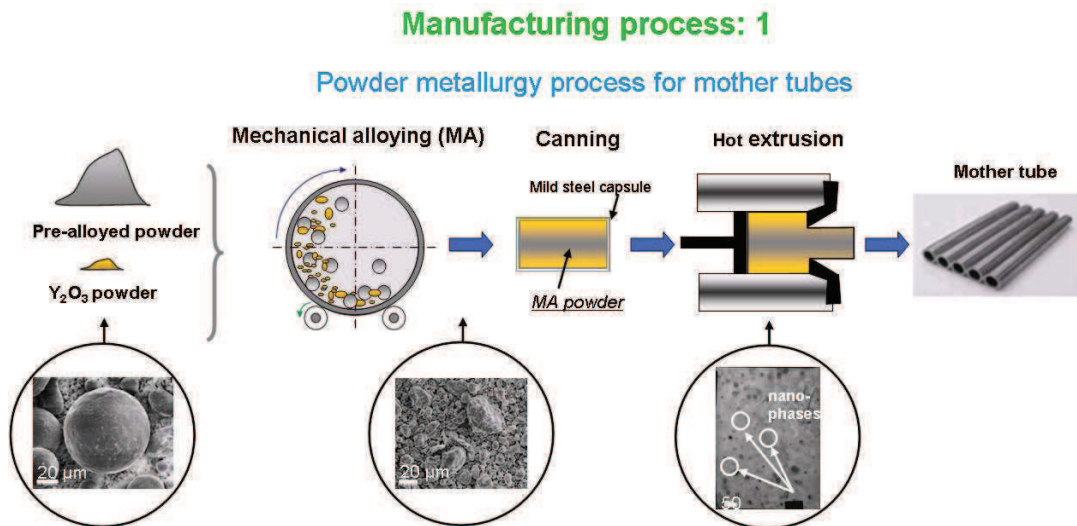 Manufacturing process: 1
Powder metallurgy process for mother tubes
Mechanical alloying (MA)
Canning
Hot extrusion
Mother tube
Mild steel capsule
Pre-alloyed powder
Y₂O₃ powder
MA powder
20 µm
20 µm
nano-
phases
50